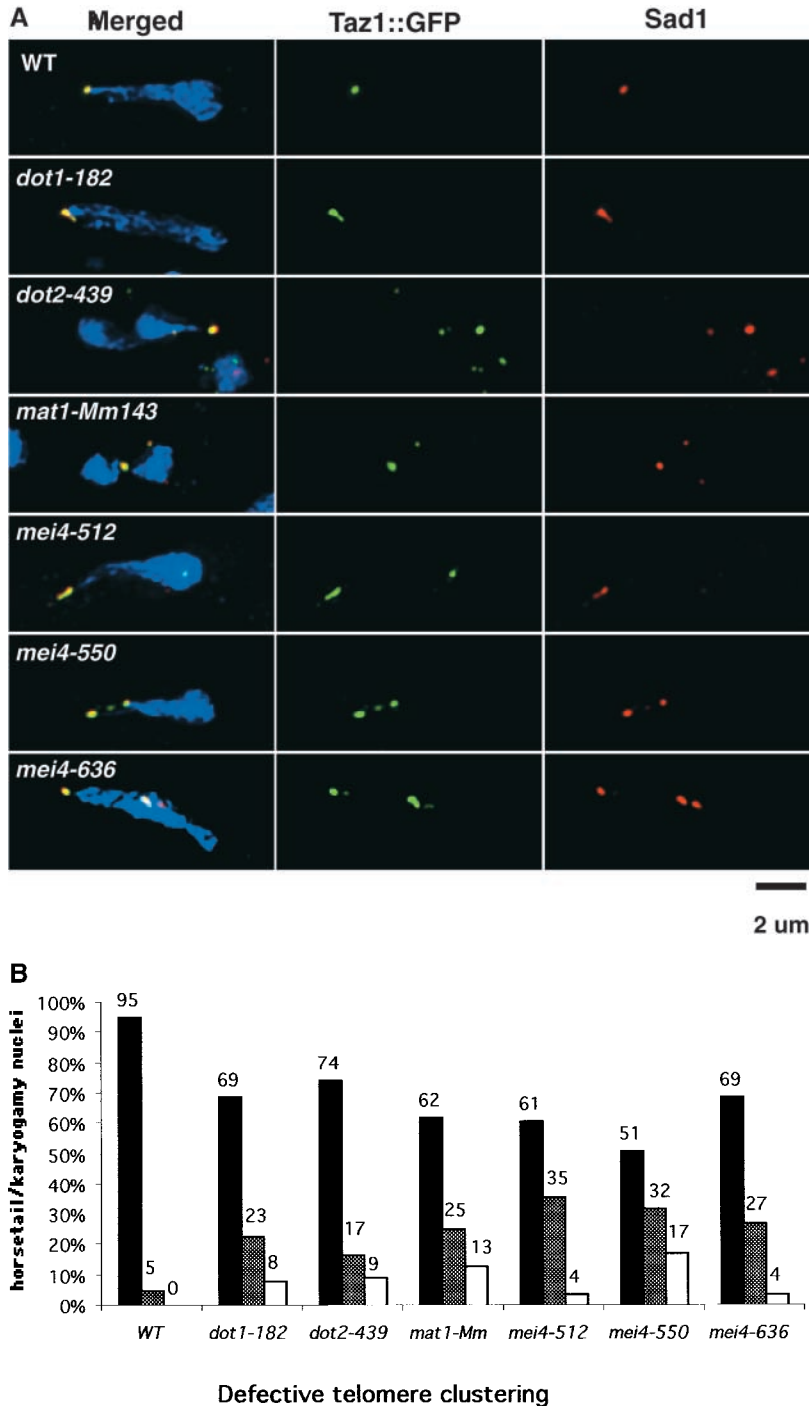 A
Merged Taz1::GFP Sad1
WT
dot1-182
dot2-439
mat1-Mm143
mei4-512
mei4-550
mei4-636
2 um
B
horsetail/karyogamy nuclei
100%
90%
80%
70%
60%
50%
40%
30%
20%
10%
0%
95 5 0
69 23 8
74 17 9
62 25 13
61 35 4
51 32 17
69 27 4
WT dot1-182 dot2-439 mat1-Mm mei4-512 mei4-550 mei4-636
Defective telomere clustering